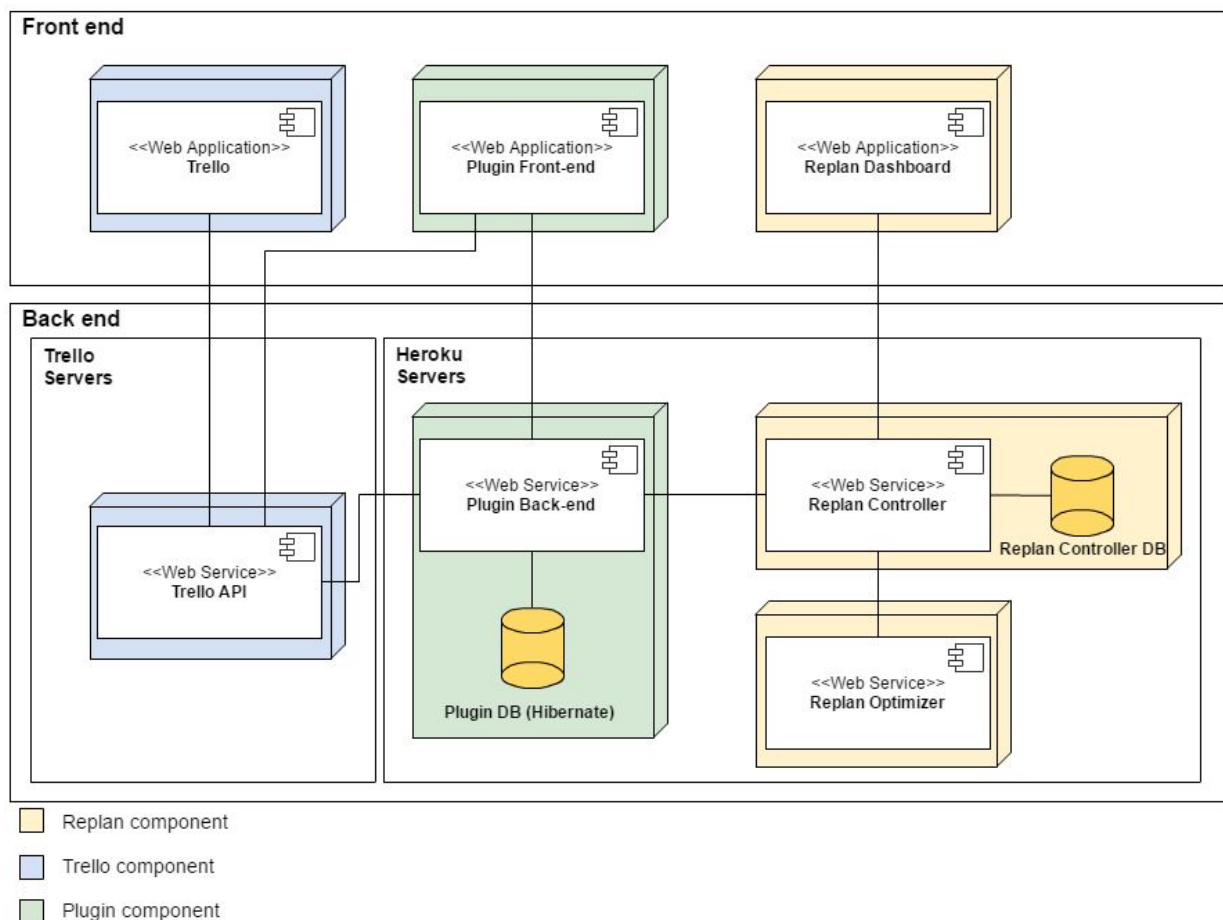 Front end
<<Web Application>>
Trello
<<Web Application>>
Plugin Front-end
<<Web Application>>
Replan Dashboard
Back end
Trello
Servers
Heroku
Servers
<<Web Service>>
Plugin Back-end
<<Web Service>>
Replan Controller
Replan Controller DB
<<Web Service>>
Trello API
Plugin DB (Hibernate)
<<Web Service>>
Replan Optimizer
Replan component
Trello component
Plugin component